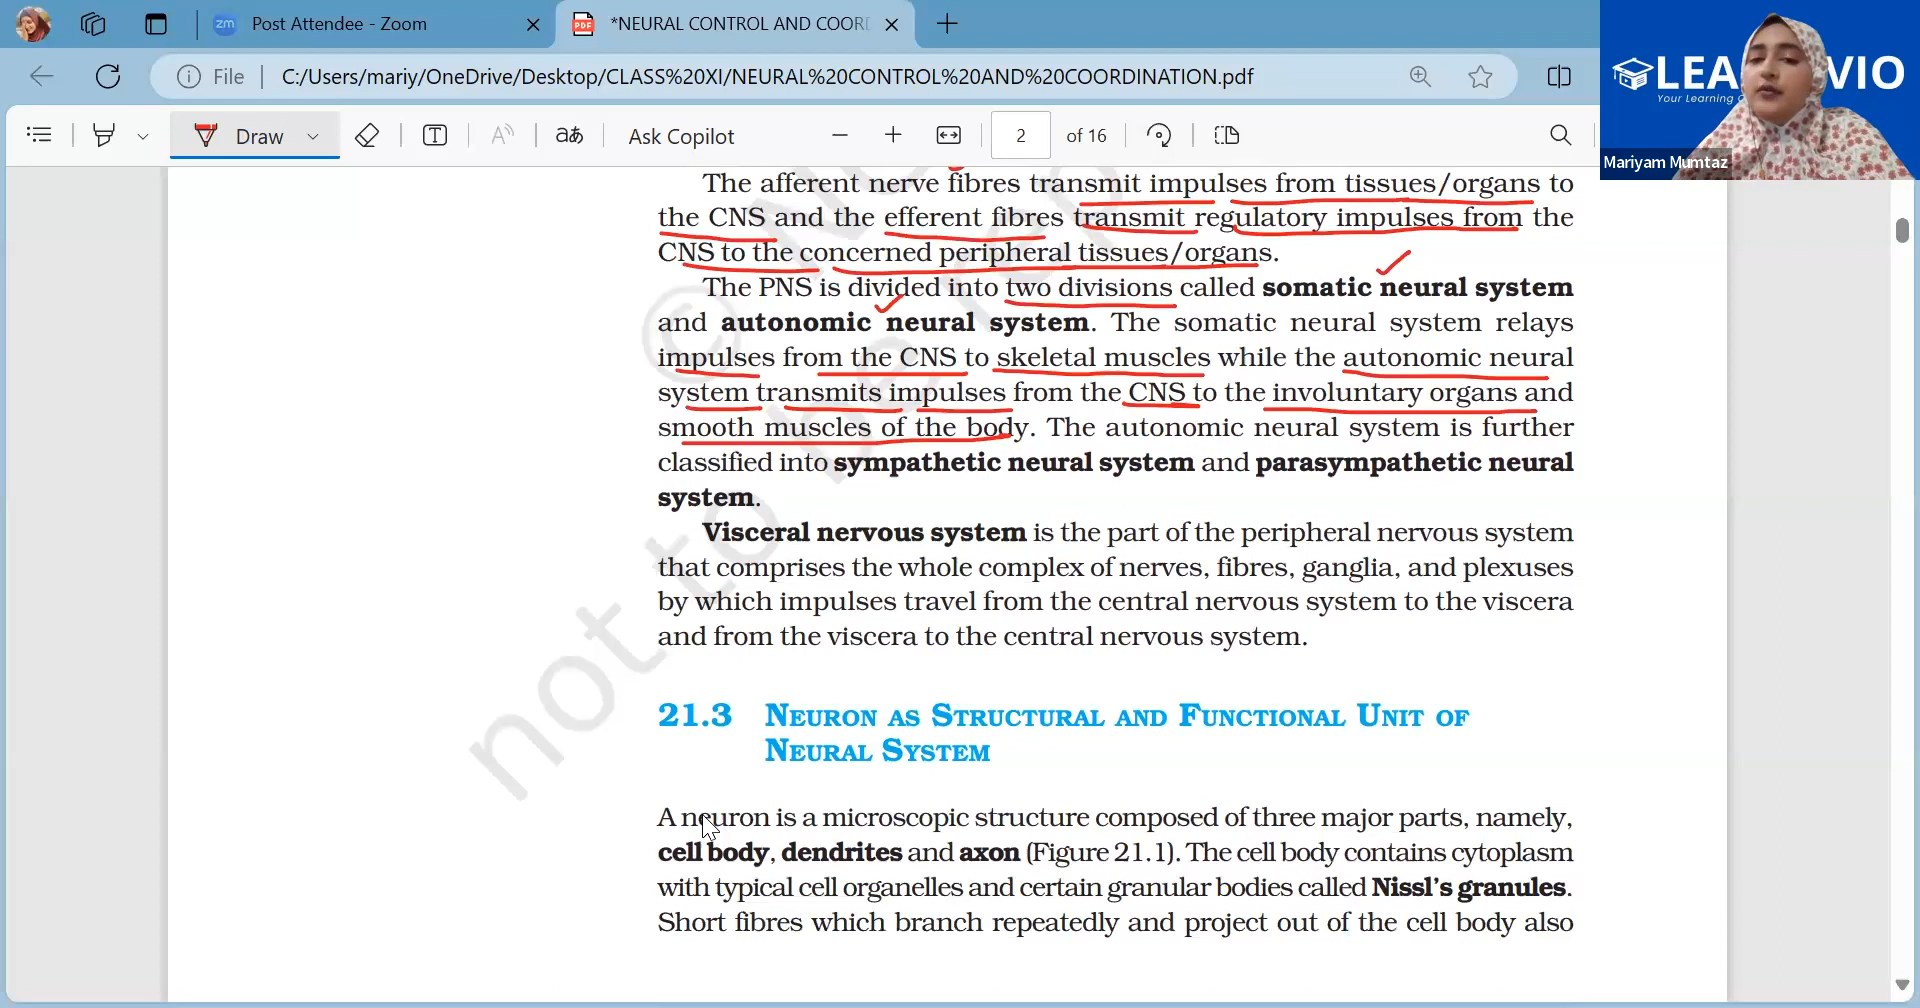 Post Attendee - Zoom
*NEURAL CONTROL AND COORD
File
C:/Users/mariy/OneDrive/Desktop/CLASS%20XI/NEURAL%20CONTROL%20AND%20COORDINATION.pdf
Draw
Ask Copilot
2
of 16
Your Learning
Mariyam Mumtaz
The afferent nerve fibres transmit impulses from tissues/organs to
the CNS and the efferent fibres transmit regulatory impulses from the
CNS to the concerned peripheral tissues/organs.
The PNS is divided into two divisions called somatic neural system
and autonomic neural system. The somatic neural system relays
impulses from the CNS to skeletal muscles while the autonomic neural
system transmits impulses from the CNS to the involuntary organs and
smooth muscles of the body. The autonomic neural system is further
classified into sympathetic neural system and parasympathetic neural
system.
Visceral nervous system is the part of the peripheral nervous system
that comprises the whole complex of nerves, fibres, ganglia, and plexuses
by which impulses travel from the central nervous system to the viscera
and from the viscera to the central nervous system.
21.3 NEURON AS STRUCTURAL AND FUNCTIONAL UNIT OF
NEURAL SYSTEM
A neuron is a microscopic structure composed of three major parts, namely,
cell body, dendrites and axon (Figure 21.1). The cell body contains cytoplasm
with typical cell organelles and certain granular bodies called Nissl's granules.
Short fibres which branch repeatedly and project out of the cell body also
not to be